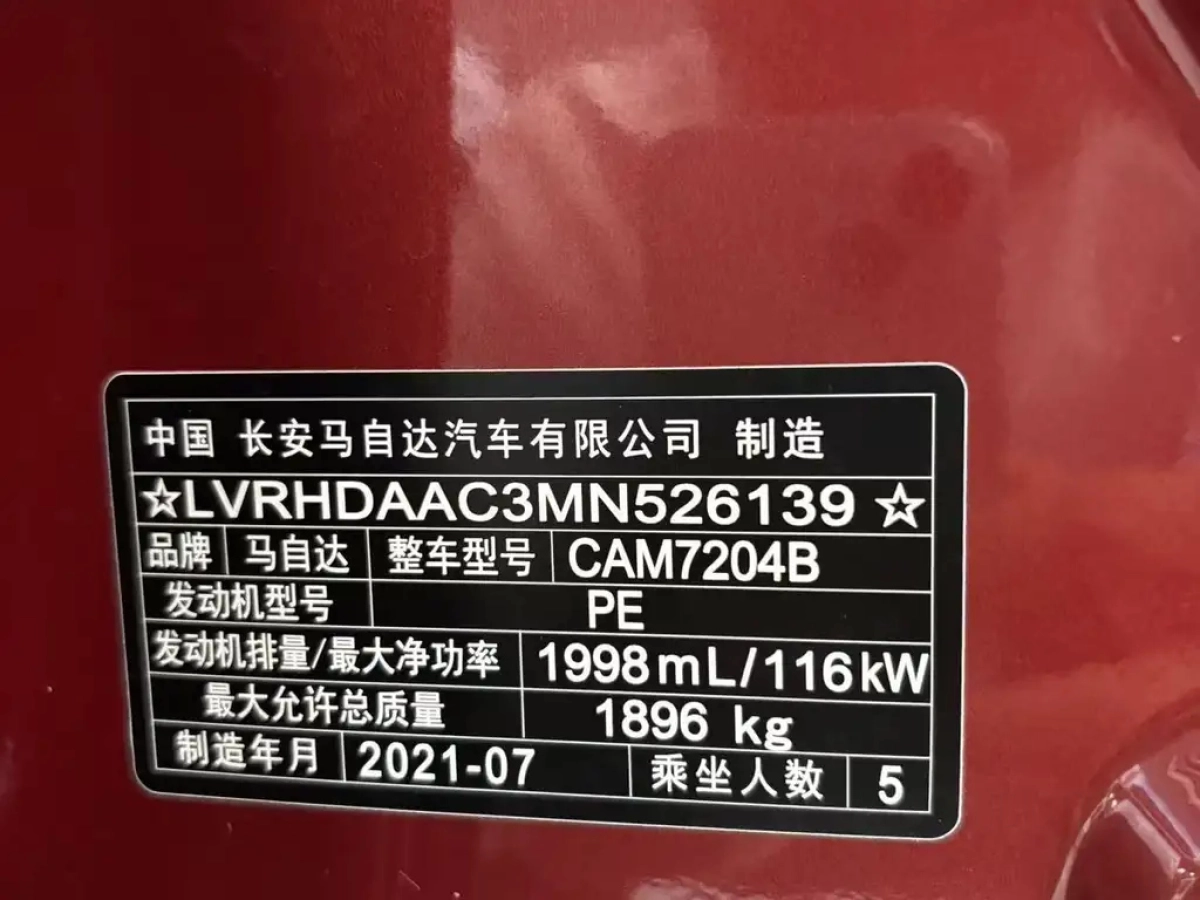 中国 长安马自达汽车有限公司 制造
☆LVRHDAAC3MN526139☆
品牌 马自达 整车型号 CAM7204B
发动机型号 PE
发动机排量/最大净功率 1998mL/116kW
最大允许总质量 1896 kg
制造年月 2021-07 乘坐人数 5